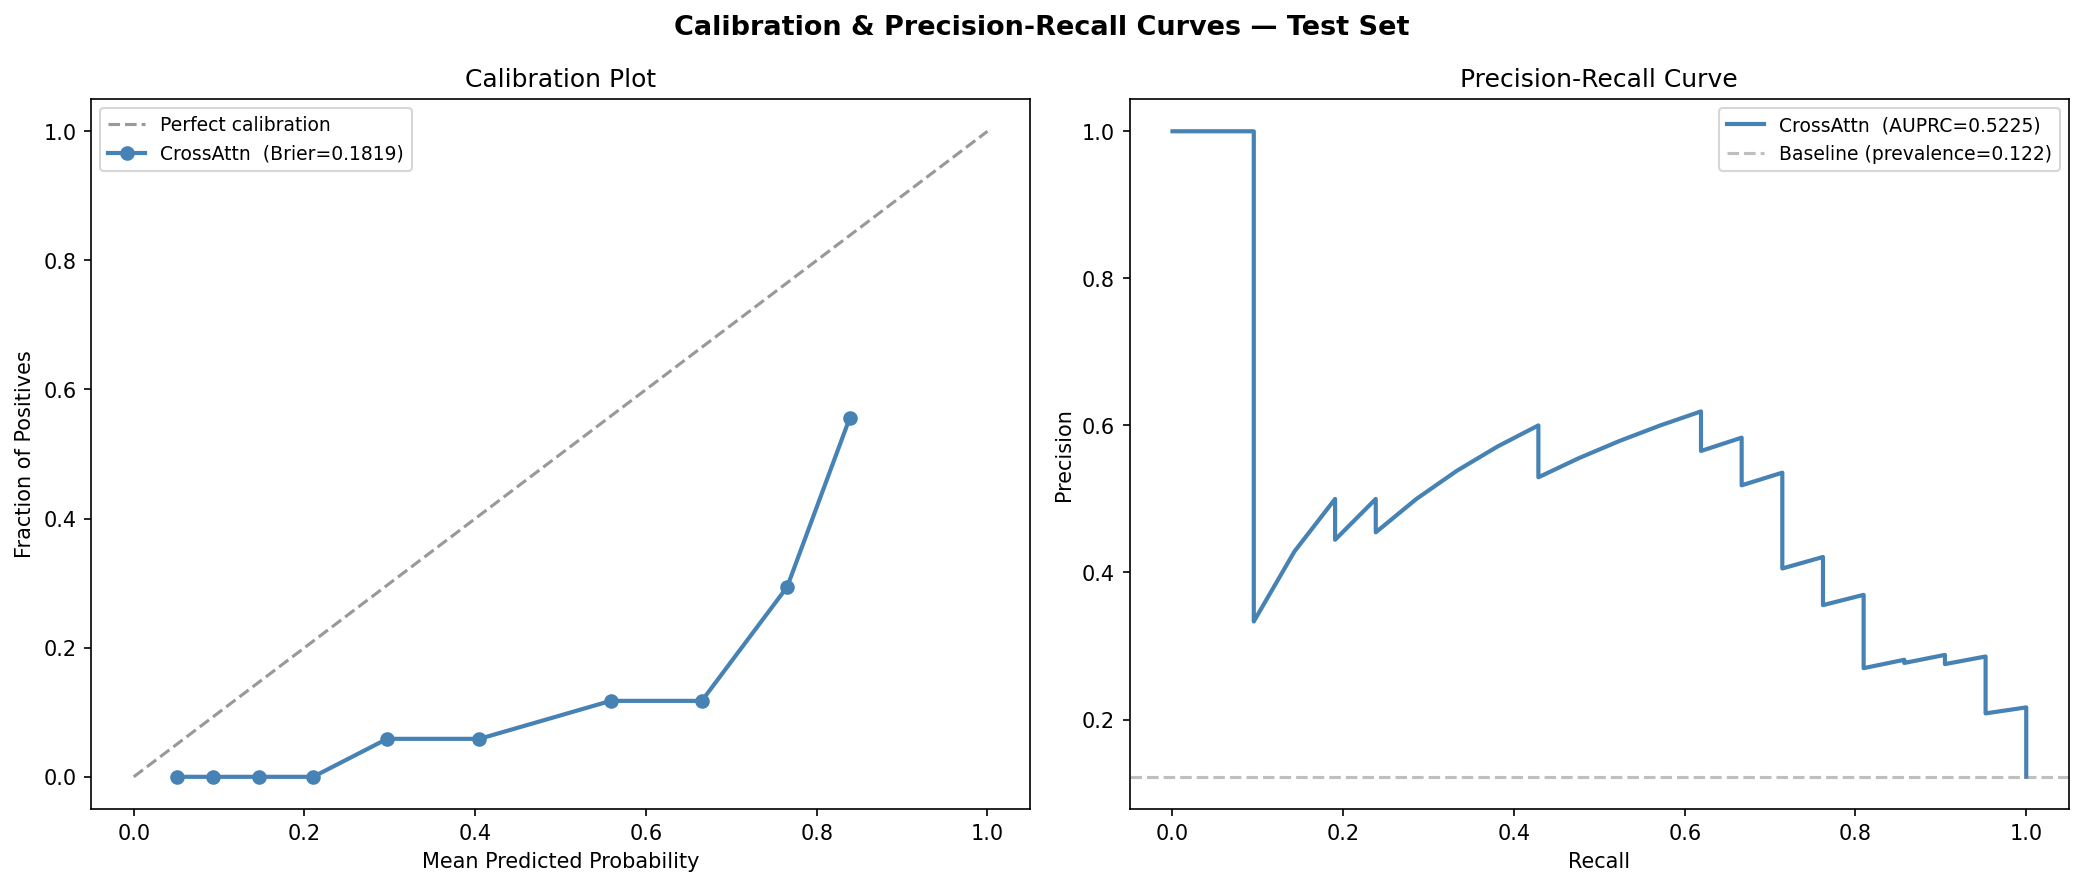 Calibration & Precision-Recall Curves — Test Set
Calibration Plot
Perfect calibration
CrossAttn (Brier=0.1819)
Fraction of Positives
1.0
0.8
0.6
0.4
0.2
0.0
0.0 0.2 0.4 0.6 0.8 1.0
Mean Predicted Probability
Precision-Recall Curve
CrossAttn (AUPRC=0.5225)
Baseline (prevalence=0.122)
Precision
1.0
0.8
0.6
0.4
0.2
0.0 0.2 0.4 0.6 0.8 1.0
Recall